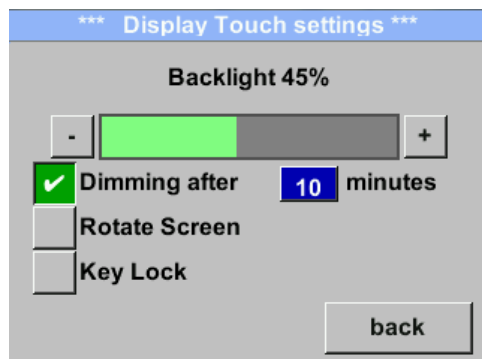 *** Display Touch settings ***
Backlight 45%
- +
Dimming after 10 minutes
Rotate Screen
Key Lock
back